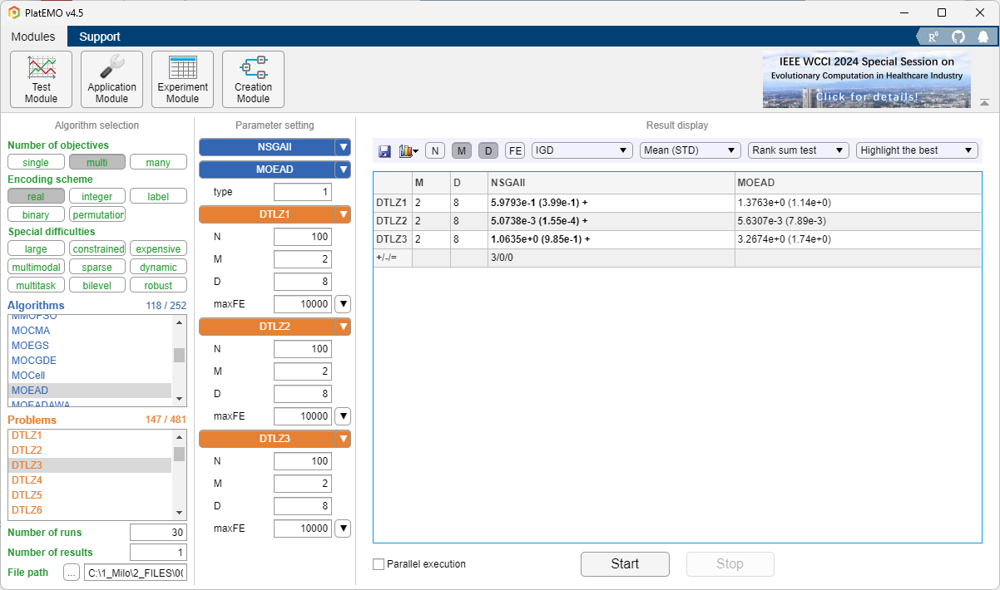 PlatEMO v4.5
Modules Support
R⁶
Test Module
Application Module
Experiment Module
Creation Module
IEEE WCCI 2024 Special Session on
Evolutionary Computation in Healthcare Industry
Click for details!
Algorithm selection
Number of objectives
single multi many
Encoding scheme
real integer label
binary permutation
Special difficulties
large constrained expensive
multimodal sparse dynamic
multitask bilevel robust
Algorithms 118 / 252
MMOPSO
MOCMA
MOEGS
MOCGDE
MOCell
MOEAD
MOEADAWA
Problems 147 / 481
DTLZ1
DTLZ2
DTLZ3
DTLZ4
DTLZ5
DTLZ6
Number of runs 30
Number of results 1
File path ... C:\1_Milo\2_FILES\0(
Parameter setting
NSGAII
MOEAD
type 1
DTLZ1
N 100
M 2
D 8
maxFE 10000
DTLZ2
N 100
M 2
D 8
maxFE 10000
DTLZ3
N 100
M 2
D 8
maxFE 10000
Result display
N M D FE IGD Mean (STD) Rank sum test Highlight the best
M D NSGAII MOEAD
DTLZ1 2 8 5.9793e-1 (3.99e-1) + 1.3763e+0 (1.14e+0)
DTLZ2 2 8 5.0738e-3 (1.55e-4) + 5.6307e-3 (7.89e-3)
DTLZ3 2 8 1.0635e+0 (9.85e-1) + 3.2674e+0 (1.74e+0)
+/-/= 3/0/0
Parallel execution Start Stop